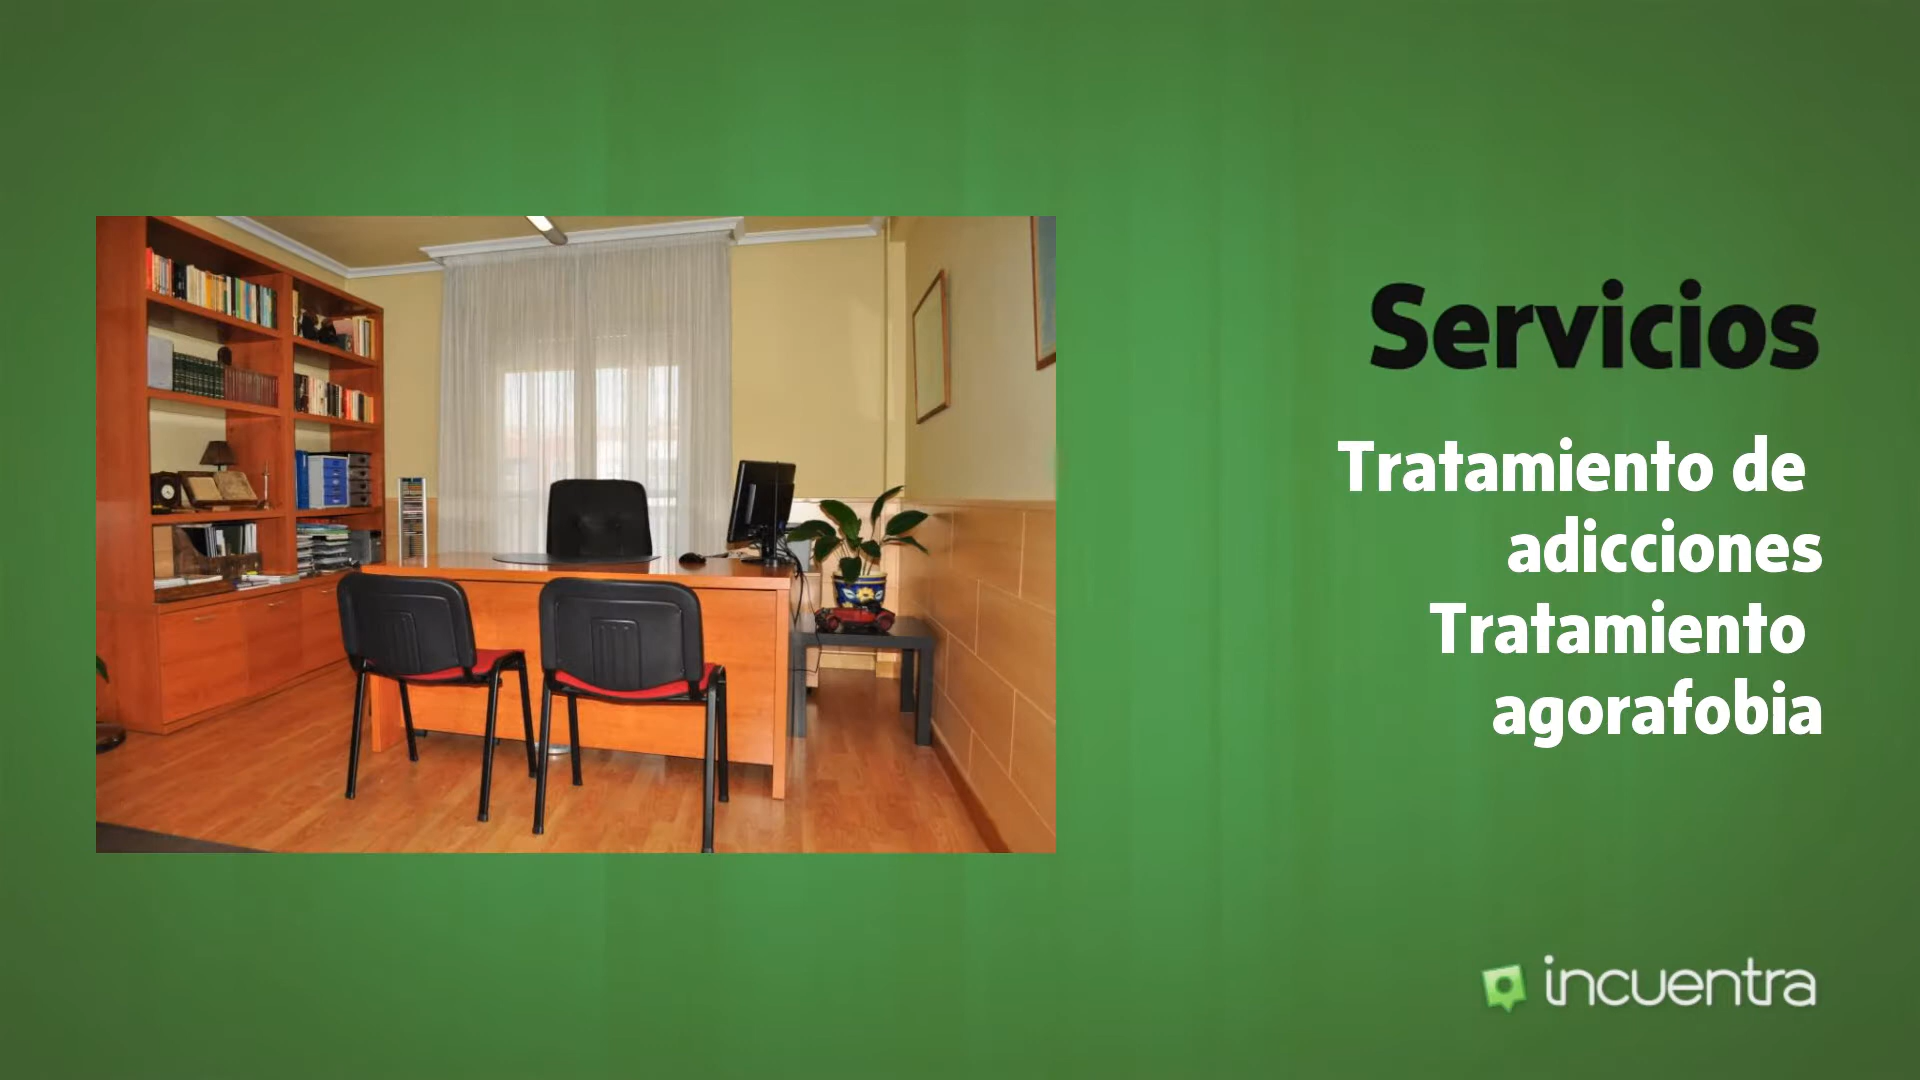 Servicios
Tratamiento de
adicciones
Tratamiento
agorafobia
incuentra